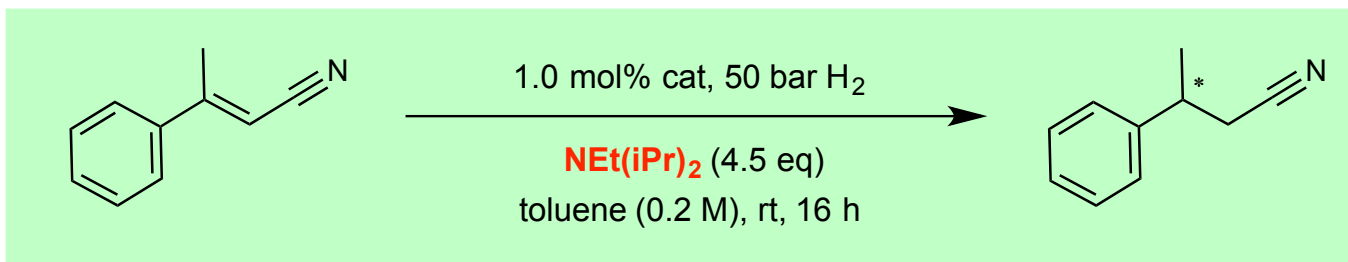 1.0 mol% cat, 50 bar H₂
N
N
*
NEt(iPr)₂ (4.5 eq)
toluene (0.2 M), rt, 16 h